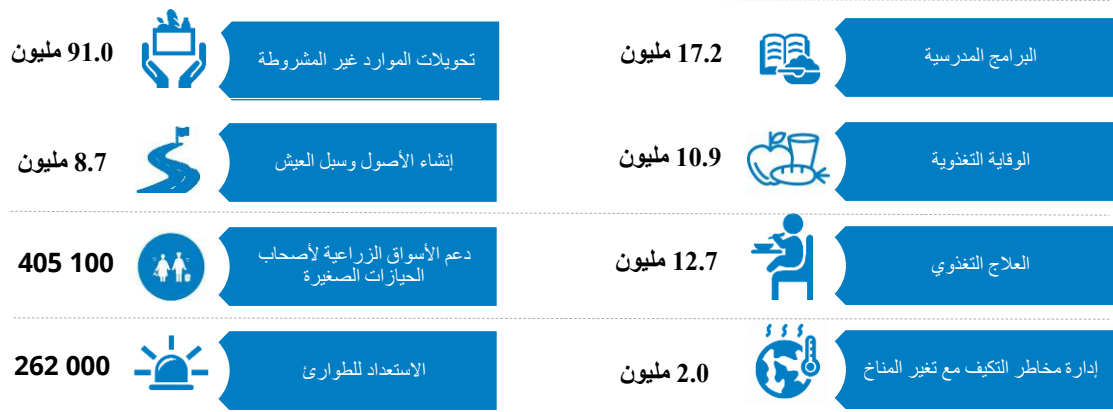 البرامج المدرسية
17.2 مليون
تحويلات الموارد غير المشروطة
91.0 مليون
الوقاية التغذوية
10.9 مليون
إنشاء الأصول وسبل العيش
8.7 مليون
العلاج التغذوي
12.7 مليون
دعم الأسواق الزراعية لأصحاب
الحيازات الصغيرة
405 100
إدارة مخاطر التكيف مع تغير المناخ
2.0 مليون
الاستعداد للطوارئ
262 000